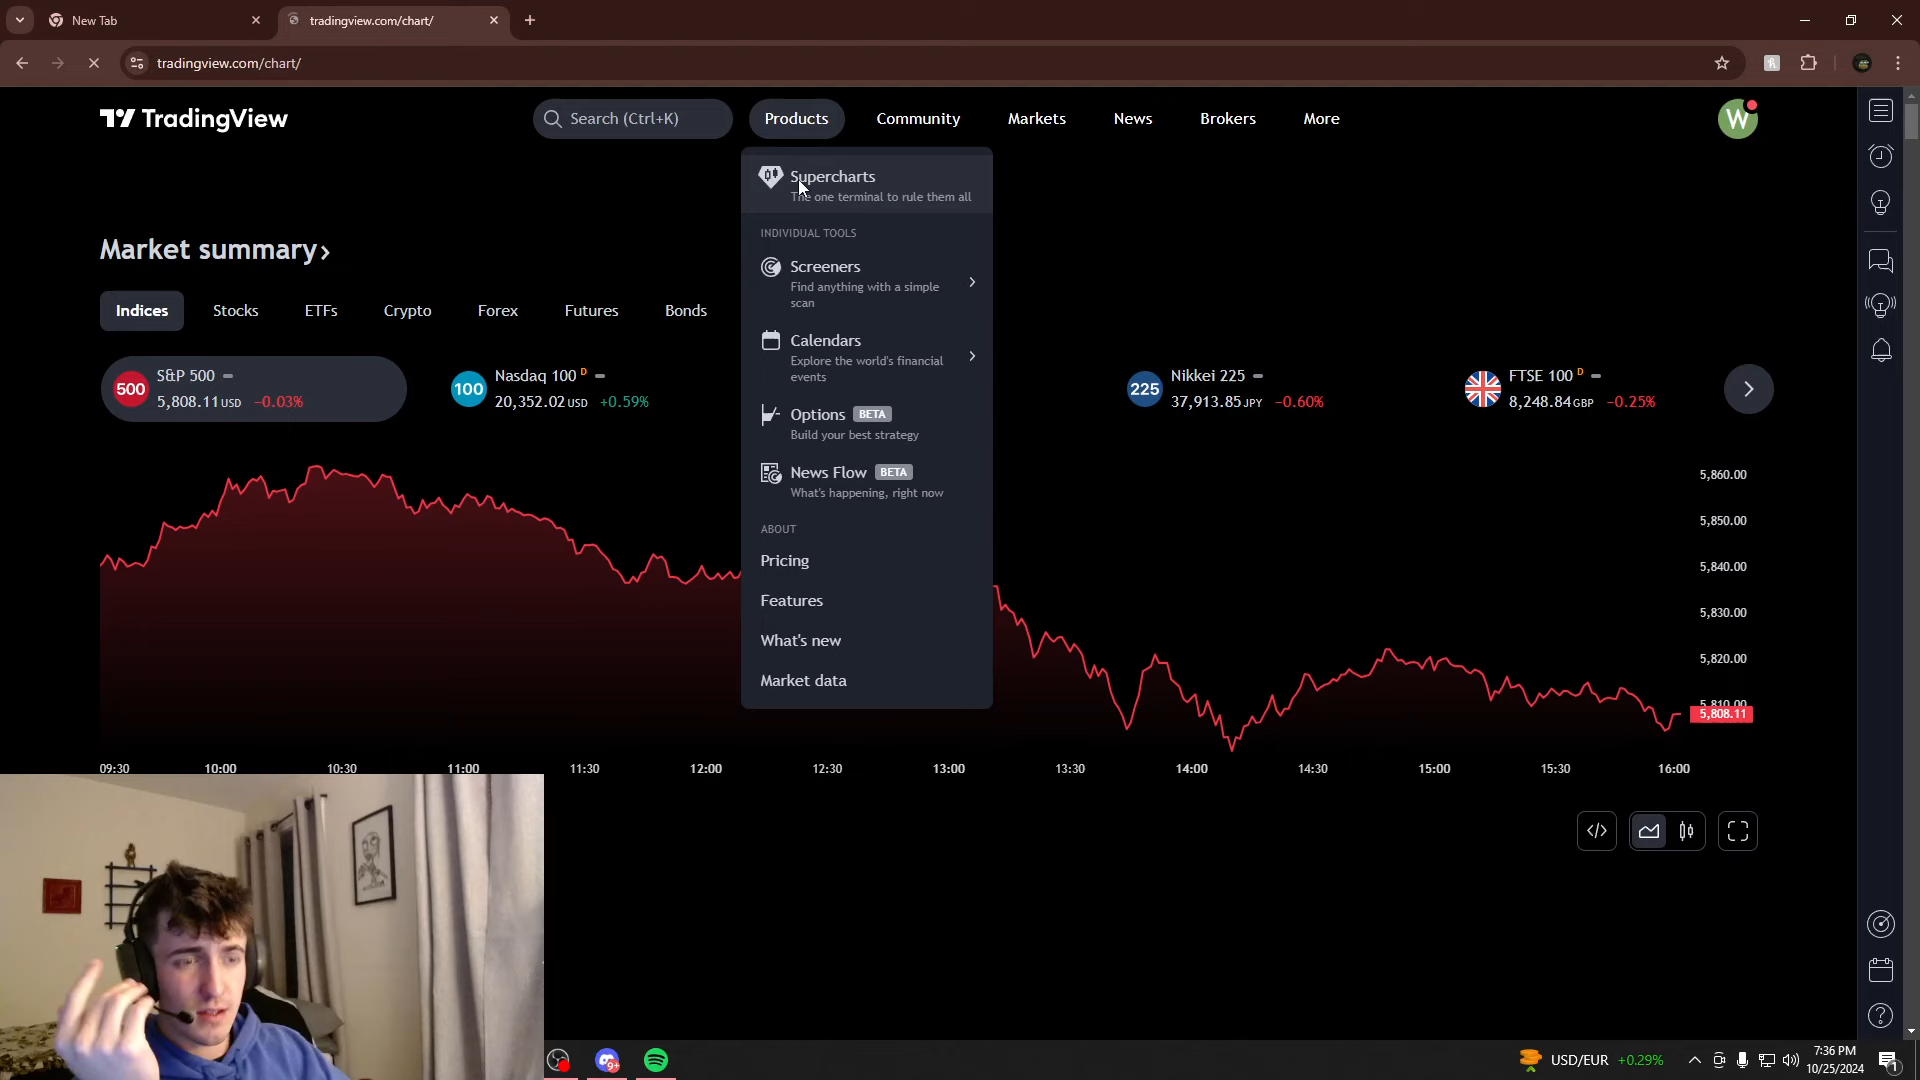 New Tab
tradingview.com/chart/
tradingview.com/chart/
TradingView
Search (Ctrl+K)
Products
Community
Markets
News
Brokers
More
W
Supercharts
The one terminal to rule them all
INDIVIDUAL TOOLS
Screeners
Find anything with a simple
scan
Calendars
Explore the world's financial
events
Options BETA
Build your best strategy
News Flow BETA
What's happening, right now
ABOUT
Pricing
Features
What's new
Market data
Market summary
Indices
Stocks
ETFs
Crypto
Forex
Futures
Bonds
500
S&P 500
5,808.11 USD −0.03%
100
Nasdaq 100 D
20,352.02 USD +0.59%
225
Nikkei 225
37,913.85 JPY −0.60%
FTSE 100 D
8,248.84 GBP −0.25%
5,860.00
5,850.00
5,840.00
5,830.00
5,820.00
5,810.00
5,808.11
09:30
10:00
10:30
11:00
11:30
12:00
12:30
13:00
13:30
14:00
14:30
15:00
15:30
16:00
9+
USD/EUR +0.29%
7:36 PM
10/25/2024
1